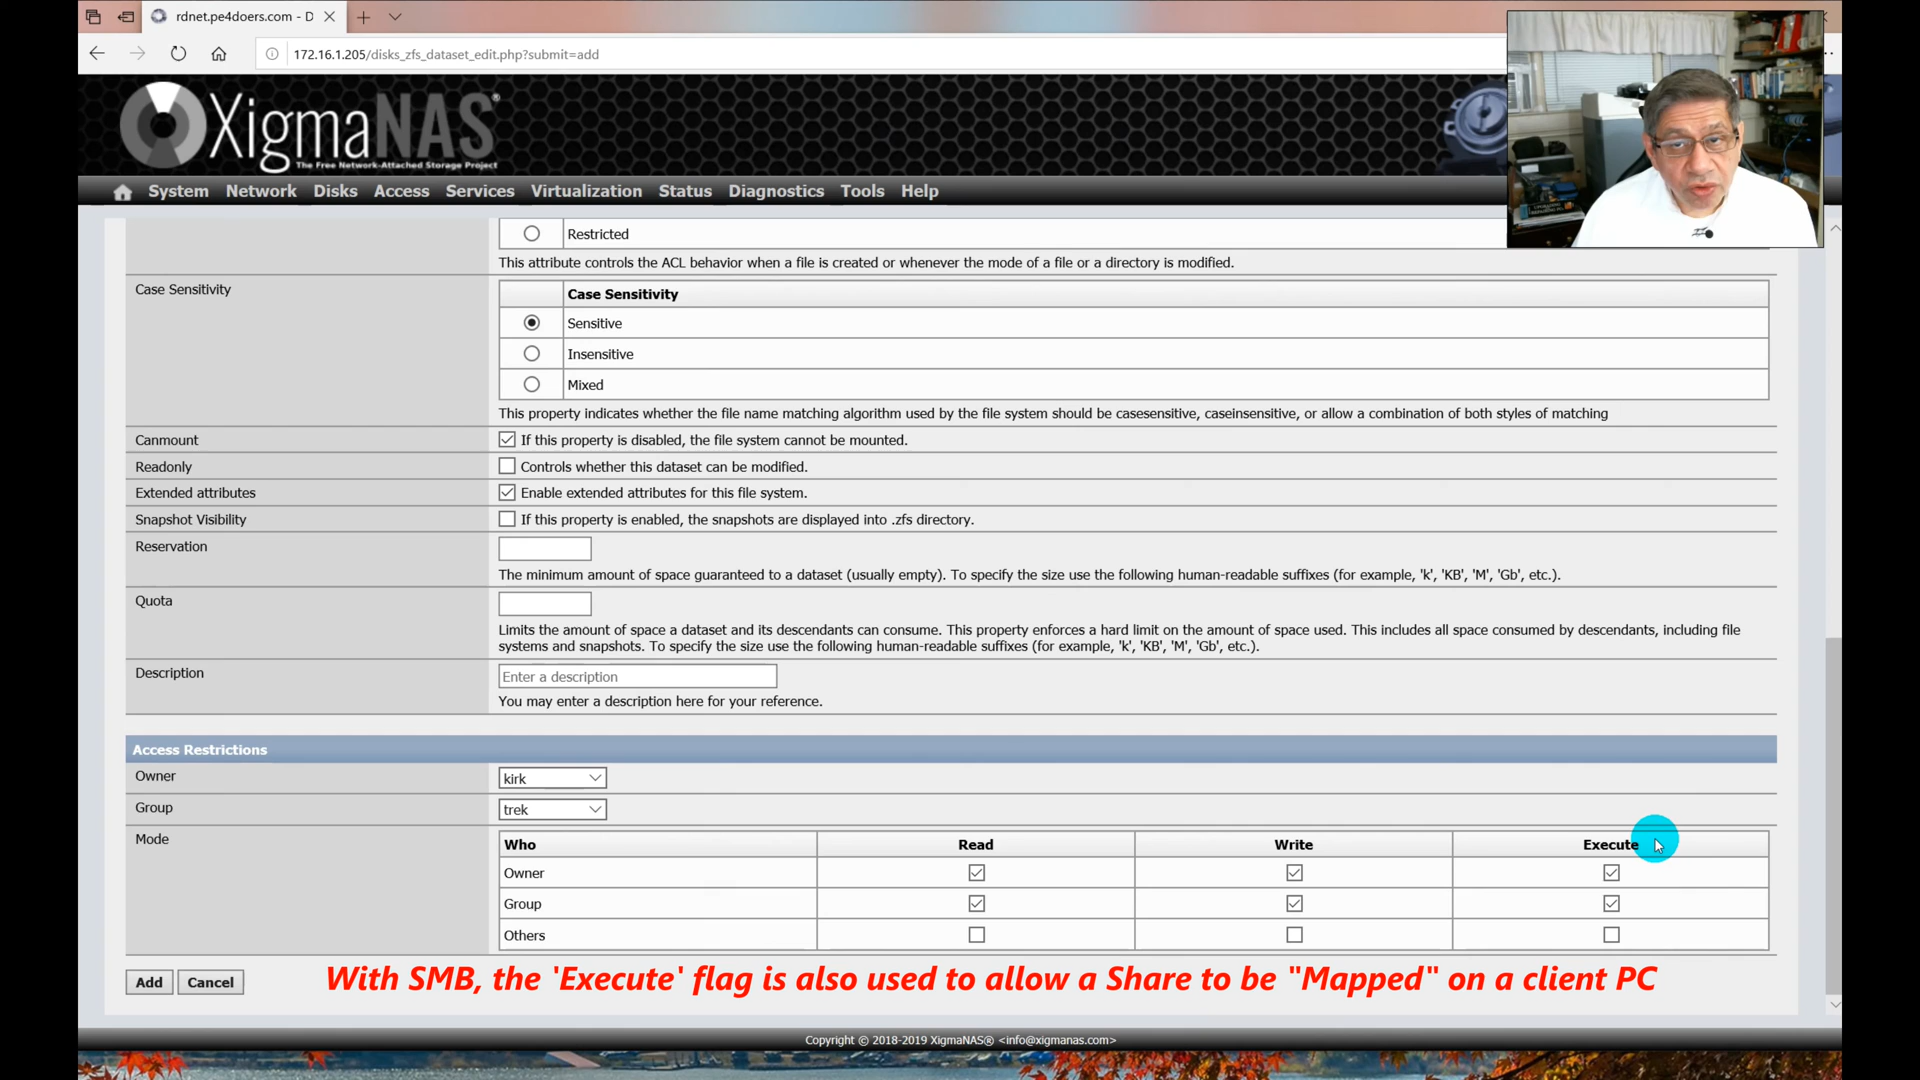 rdnet.pe4doers.com - D
172.16.1.205/disks_zfs_dataset_edit.php?submit=add
XigmaNAS®
The Free Network-Attached Storage Project
System Network Disks Access Services Virtualization Status Diagnostics Tools Help
Restricted
This attribute controls the ACL behavior when a file is created or whenever the mode of a file or a directory is modified.
Case Sensitivity
Case Sensitivity
Sensitive
Insensitive
Mixed
This property indicates whether the file name matching algorithm used by the file system should be casesensitive, caseinsensitive, or allow a combination of both styles of matching
Canmount If this property is disabled, the file system cannot be mounted.
Readonly Controls whether this dataset can be modified.
Extended attributes Enable extended attributes for this file system.
Snapshot Visibility If this property is enabled, the snapshots are displayed into .zfs directory.
Reservation
The minimum amount of space guaranteed to a dataset (usually empty). To specify the size use the following human-readable suffixes (for example, 'k', 'KB', 'M', 'Gb', etc.).
Quota
Limits the amount of space a dataset and its descendants can consume. This property enforces a hard limit on the amount of space used. This includes all space consumed by descendants, including file
systems and snapshots. To specify the size use the following human-readable suffixes (for example, 'k', 'KB', 'M', 'Gb', etc.).
Description Enter a description
You may enter a description here for your reference.
Access Restrictions
Owner kirk
Group trek
Mode
Who Read Write Execute
Owner
Group
Others
Add Cancel
With SMB, the 'Execute' flag is also used to allow a Share to be "Mapped" on a client PC
Copyright © 2018-2019 XigmaNAS® <info@xigmanas.com>